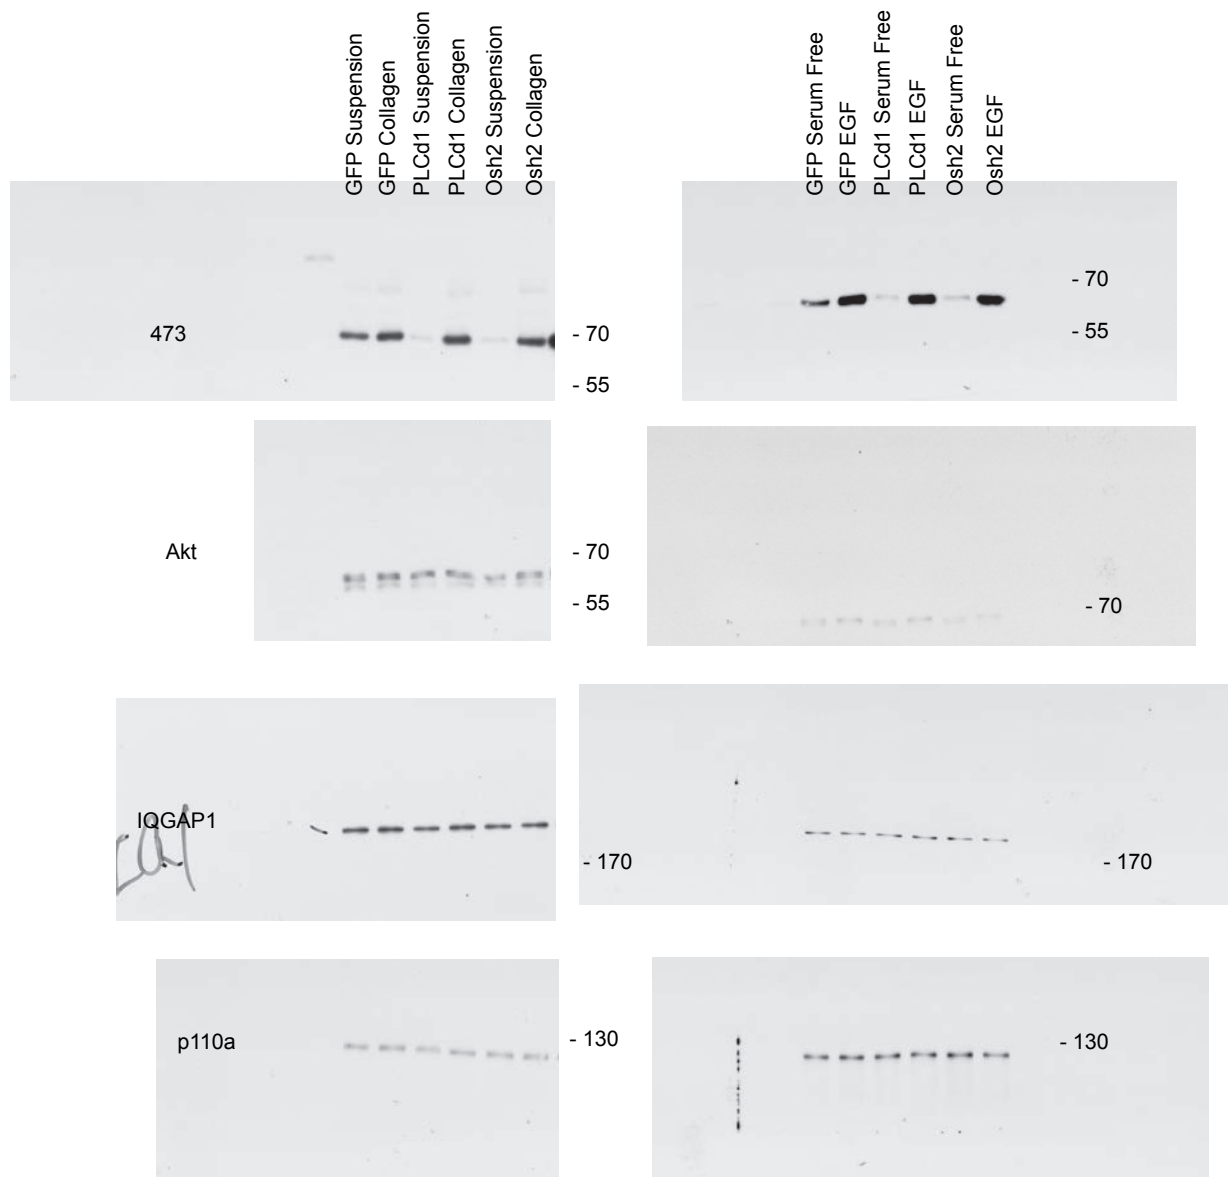 GFP Suspension
GFP Collagen
PLCd1 Suspension
PLCd1 Collagen
Osh2 Suspension
Osh2 Collagen
GFP Serum Free
GFP EGF
PLCd1 Serum Free
PLCd1 EGF
Osh2 Serum Free
Osh2 EGF
473
- 70
- 55
- 70
- 55
Akt
- 70
- 55
- 70
IQGAP1
- 170
- 170
p110a
- 130
- 130